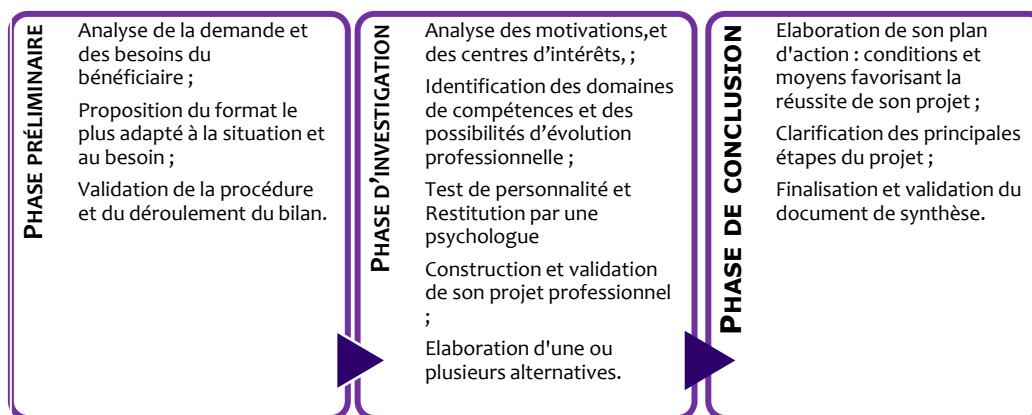 PHASE PRÉLIMINAIRE
Analyse de la demande et
des besoins du
bénéficiaire ;
Proposition du format le
plus adapté à la situation et
au besoin ;
Validation de la procédure
et du déroulement du bilan.
PHASE D’INVESTIGATION
Analyse des motivations,et
des centres d’intérêts, ;
Identification des domaines
de compétences et des
possibilités d’évolution
professionnelle ;
Test de personnalité et
Restitution par une
psychologue
Construction et validation
de son projet professionnel
;
Elaboration d'une ou
plusieurs alternatives.
PHASE DE CONCLUSION
Elaboration de son plan
d'action : conditions et
moyens favorisant la
réussite de son projet ;
Clarification des principales
étapes du projet ;
Finalisation et validation du
document de synthèse.